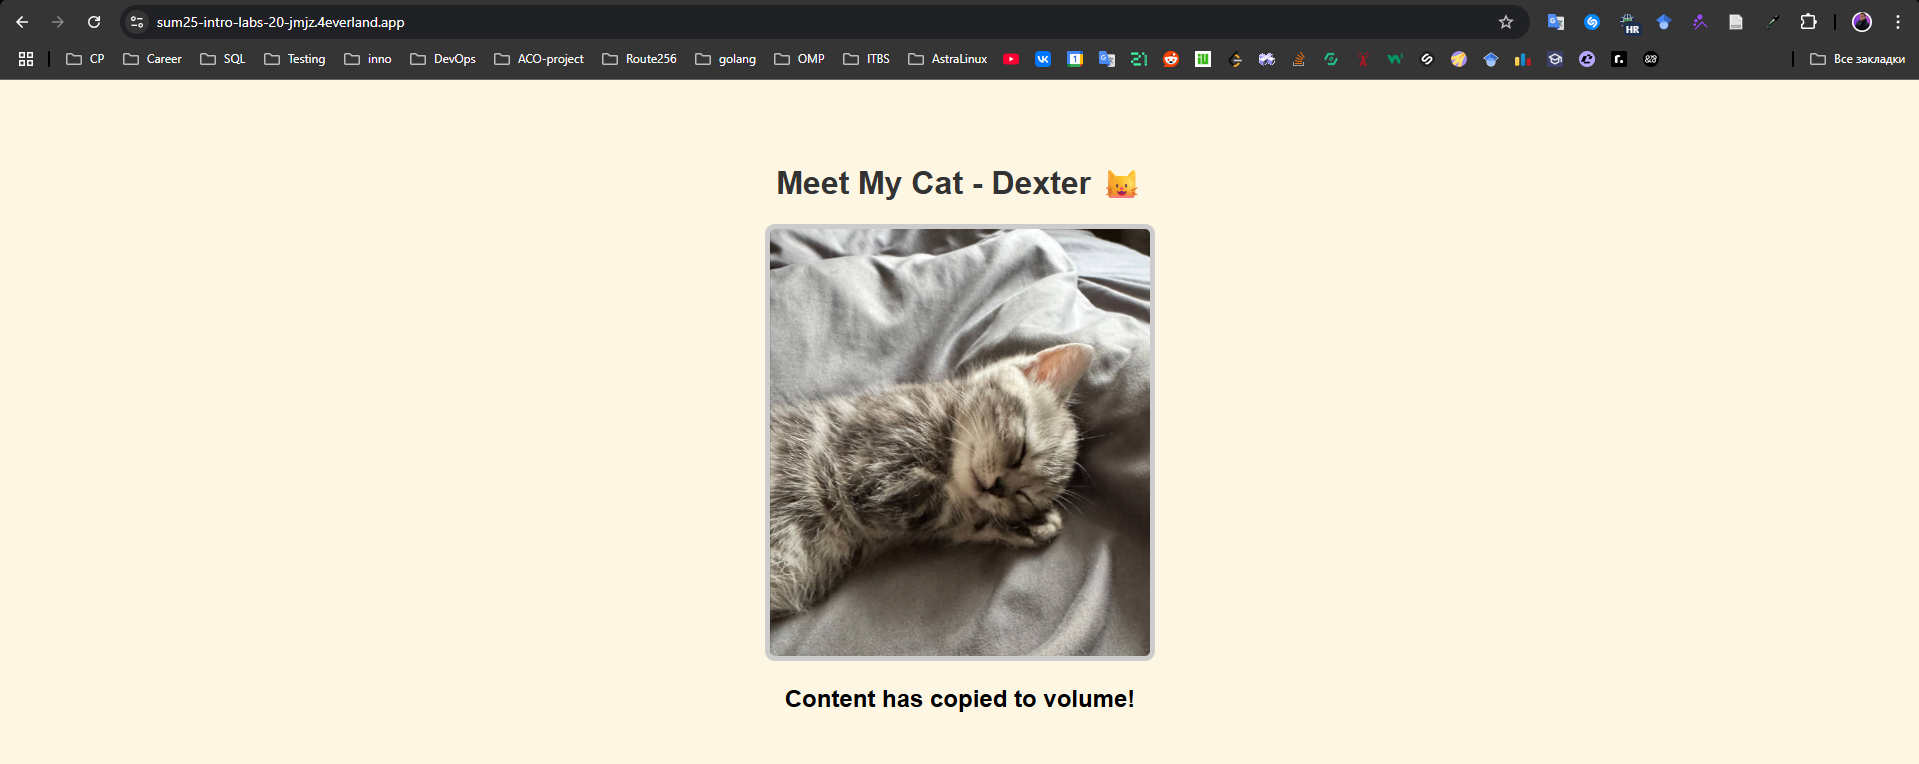 sum25-intro-labs-20-jmjz.4everland.app
HR
CP Career SQL Testing inno DevOps ACO-project Route256 golang OMP ITBS AstraLinux Все закладки
Meet My Cat - Dexter 😺
Content has copied to volume!